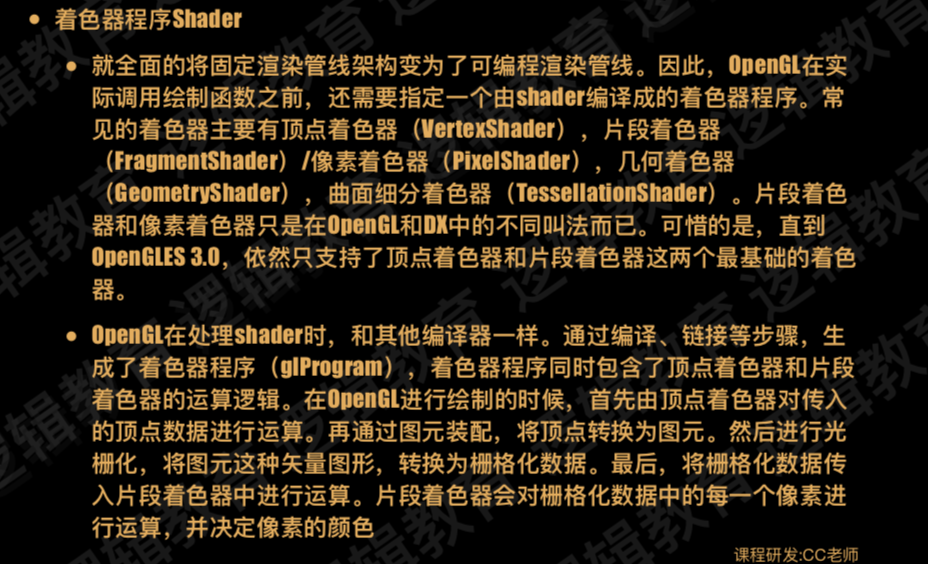 着色器程序Shader
就全面的将固定渲染管线架构变为了可编程渲染管线。因此，OpenGL在实
际调用绘制函数之前，还需要指定一个由shader编译成的着色器程序。常
见的着色器主要有顶点着色器（VertexShader），片段着色器
（FragmentShader）/像素着色器（PixelShader），几何着色器
（GeometryShader），曲面细分着色器（TessellationShader）。片段着色
器和像素着色器只是在OpenGL和DX中的不同叫法而已。可惜的是，直到
OpenGLES 3.0，依然只支持了顶点着色器和片段着色器这两个最基础的着色
器。
OpenGL在处理shader时，和其他编译器一样。通过编译、链接等步骤，生
成了着色器程序（glProgram），着色器程序同时包含了顶点着色器和片段
着色器的运算逻辑。在OpenGL进行绘制的时候，首先由顶点着色器对传入
的顶点数据进行运算。再通过图元装配，将顶点转换为图元。然后进行光
栅化，将图元这种矢量图形，转换为栅格化数据。最后，将栅格化数据传
入片段着色器中进行运算。片段着色器会对栅格化数据中的每一个像素进
行运算，并决定像素的颜色
课程研发:CC老师
逻辑教育